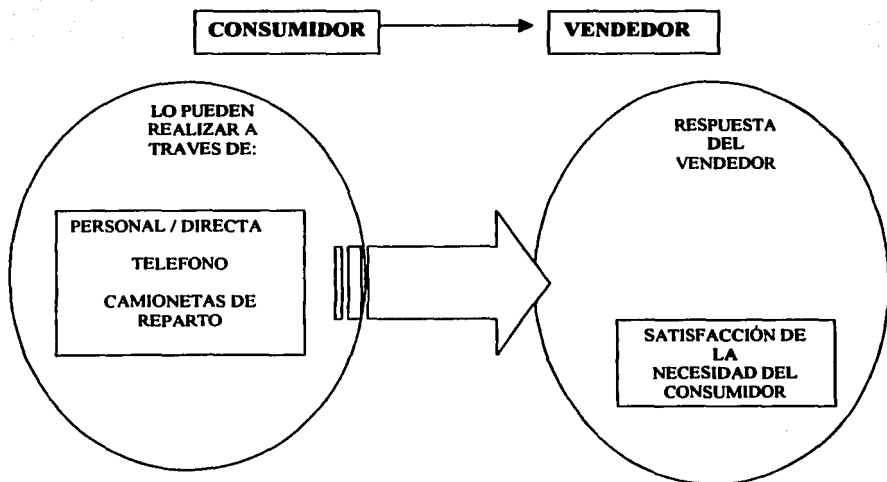 CONSUMIDOR
VENDEDOR
LO PUEDEN
REALIZAR A
TRAVES DE:
PERSONAL / DIRECTA
TELEFONO
CAMIONETAS DE
REPARTO
RESPUESTA
DEL
VENDEDOR
SATISFACCIÓN DE
LA
NECESIDAD DEL
CONSUMIDOR